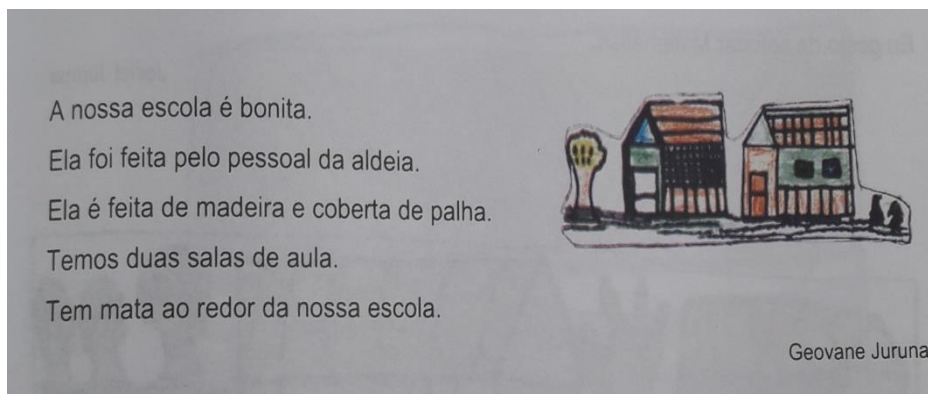 A nossa escola é bonita.
Ela foi feita pelo pessoal da aldeia.
Ela é feita de madeira e coberta de palha.
Temos duas salas de aula.
Tem mata ao redor da nossa escola.
Geovane Juruna